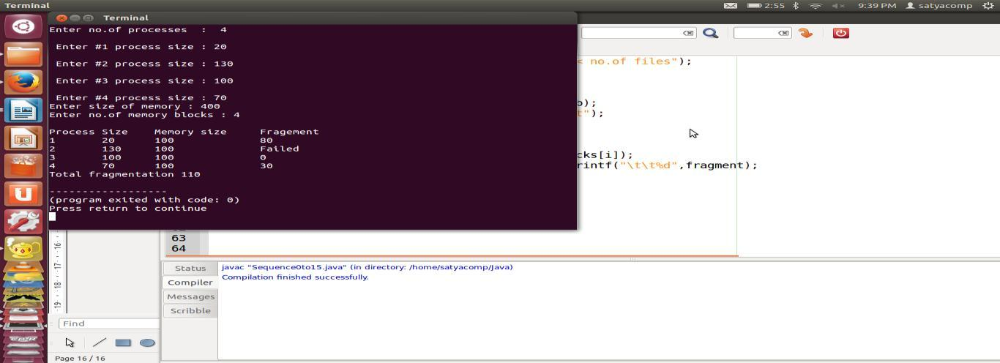 Terminal
2:55
9:39 PM
satyacomp
Terminal
Enter no.of processes : 4
Enter #1 process size : 20
Enter #2 process size : 130
Enter #3 process size : 100
Enter #4 process size : 70
Enter size of memory : 400
Enter no.of memory blocks : 4
Process Size Memory size Fragement
1 20 100 80
2 130 100 Failed
3 100 100 0
4 70 100 30
Total fragmentation 110
------------------
(program exited with code: 0)
Press return to continue
< no.of files");
b);
t");
cks[i]);
rintf("\t\t%d",fragment);
63
64
16
17
18
19
Status
Compiler
Messages
Scribble
javac "Sequence0to15.java" (in directory: /home/satyacomp/Java)
Compilation finished successfully.
Find
Page 16 / 16